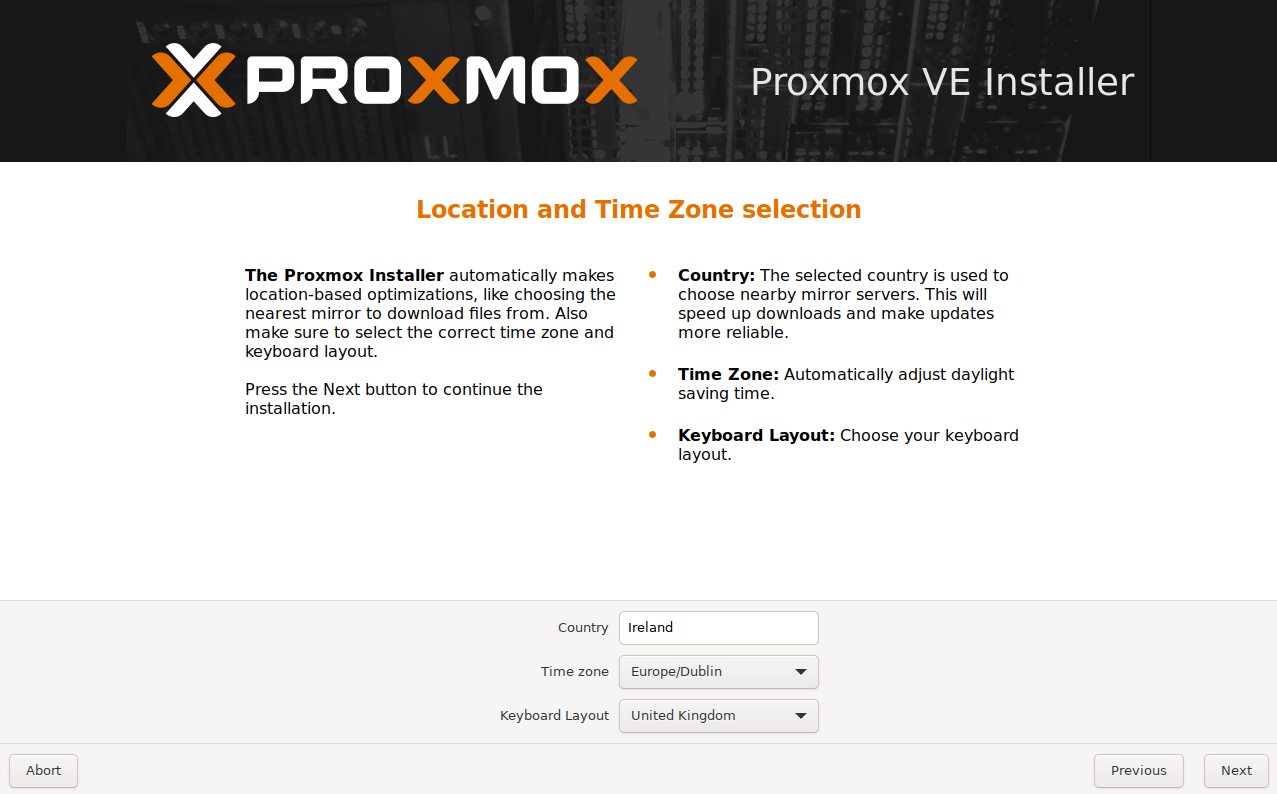 PROXMOX
Proxmox VE Installer
Location and Time Zone selection
The Proxmox Installer automatically makes
location-based optimizations, like choosing the
nearest mirror to download files from. Also
make sure to select the correct time zone and
keyboard layout.
Press the Next button to continue the
installation.
Country: The selected country is used to
choose nearby mirror servers. This will
speed up downloads and make updates
more reliable.
Time Zone: Automatically adjust daylight
saving time.
Keyboard Layout: Choose your keyboard
layout.
Country Ireland
Time zone Europe/Dublin
Keyboard Layout United Kingdom
Abort Previous Next